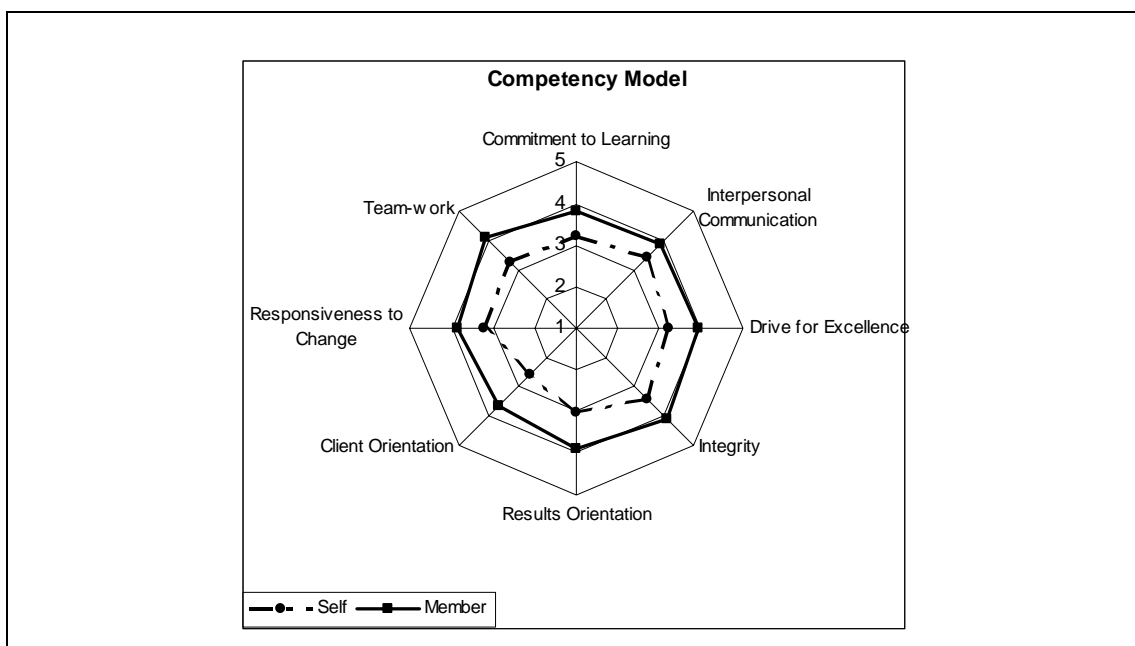 Competency Model
Commitment to Learning
5
Interpersonal
Communication
4
Team-work
3
2
Responsiveness to
Change
1
Drive for Excellence
Client Orientation
Integrity
Results Orientation
Self
Member